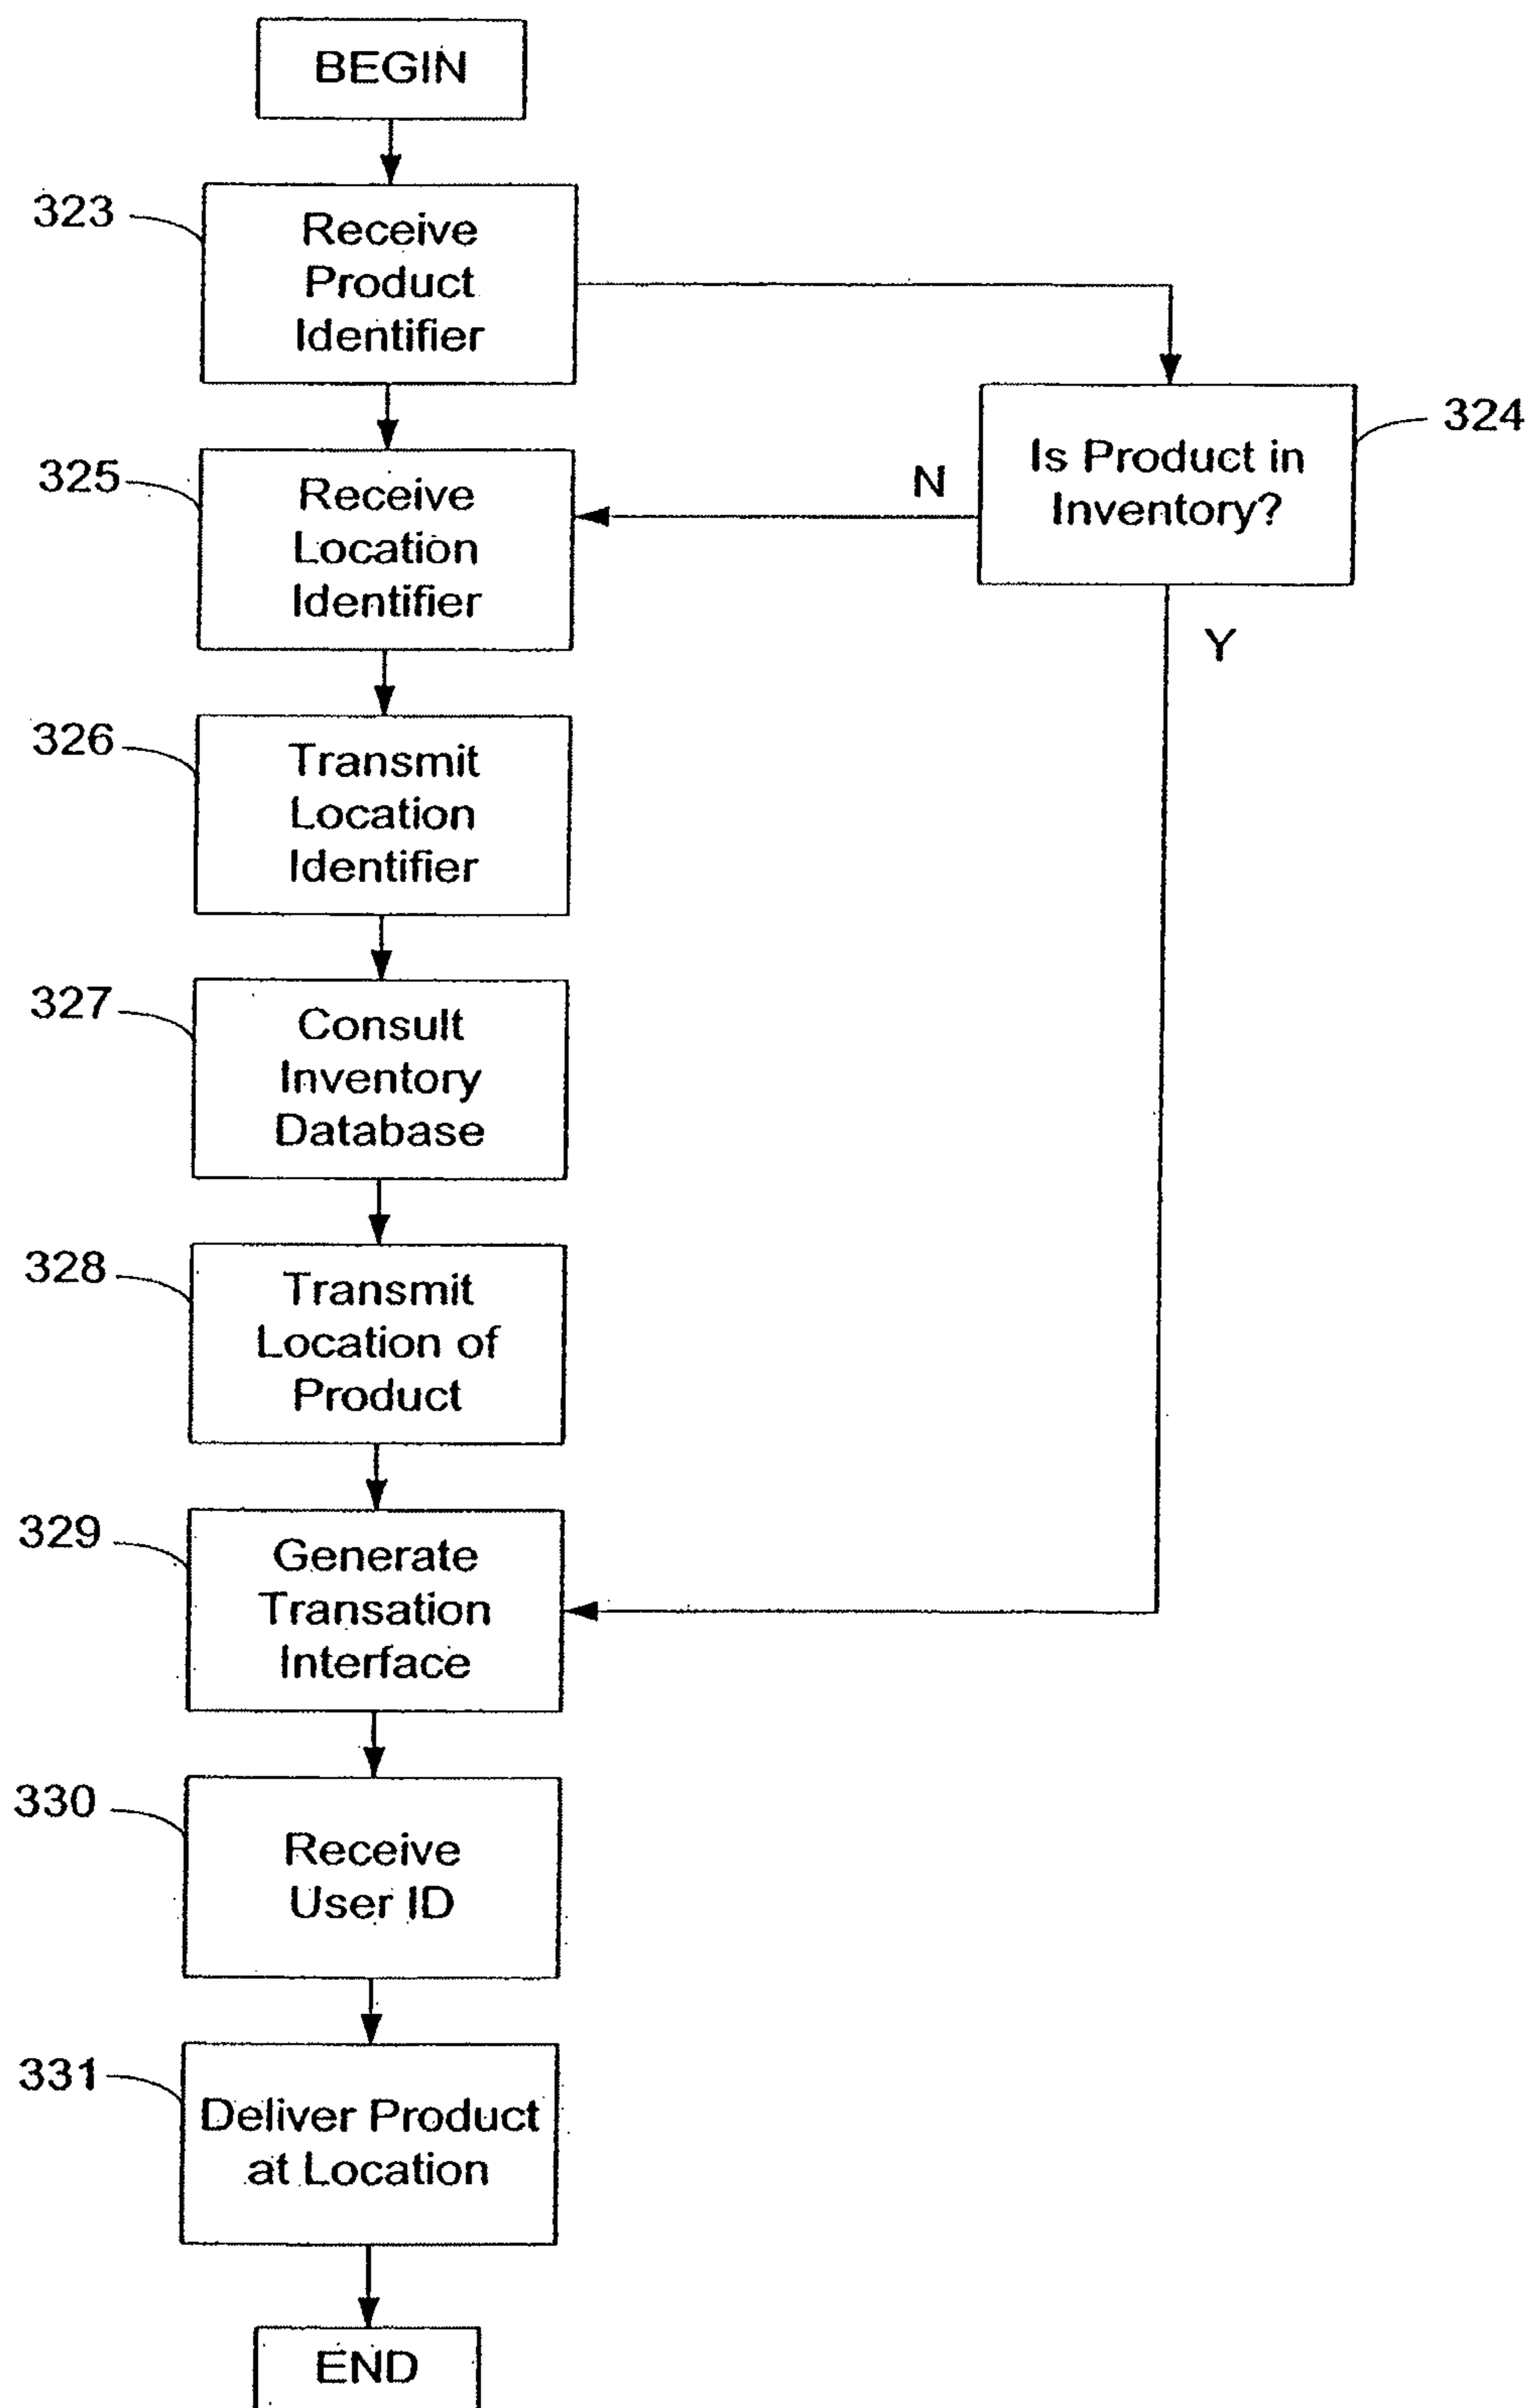 BEGIN
323
Receive
Product
Identifier
324
Is Product in
Inventory?
N
Y
325
Receive
Location
Identifier
326
Transmit
Location
Identifier
327
Consult
Inventory
Database
328
Transmit
Location of
Product
329
Generate
Transation
Interface
330
Receive
User ID
331
Deliver Product
at Location
END